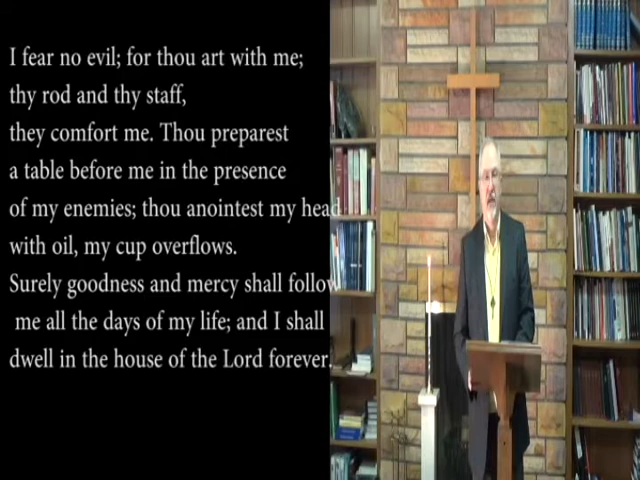 I fear no evil; for thou art with me;
thy rod and thy staff,
they comfort me. Thou preparest
a table before me in the presence
of my enemies; thou anointest my head
with oil, my cup overflows.
Surely goodness and mercy shall follow
me all the days of my life; and I shall
dwell in the house of the Lord forever.